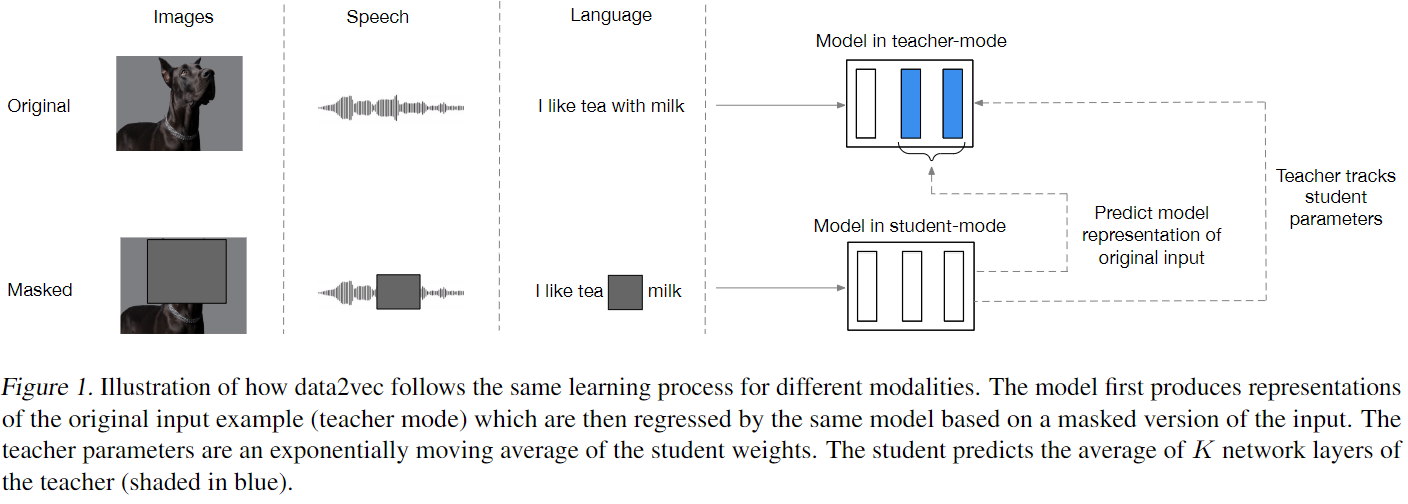 Images
Speech
Language
Model in teacher-mode
Original
I like tea with milk
Teacher tracks
student
parameters
Predict model
representation of
original input
Model in student-mode
Masked
I like tea milk
Figure 1. Illustration of how data2vec follows the same learning process for different modalities. The model first produces representations
of the original input example (teacher mode) which are then regressed by the same model based on a masked version of the input. The
teacher parameters are an exponentially moving average of the student weights. The student predicts the average of K network layers of
the teacher (shaded in blue).